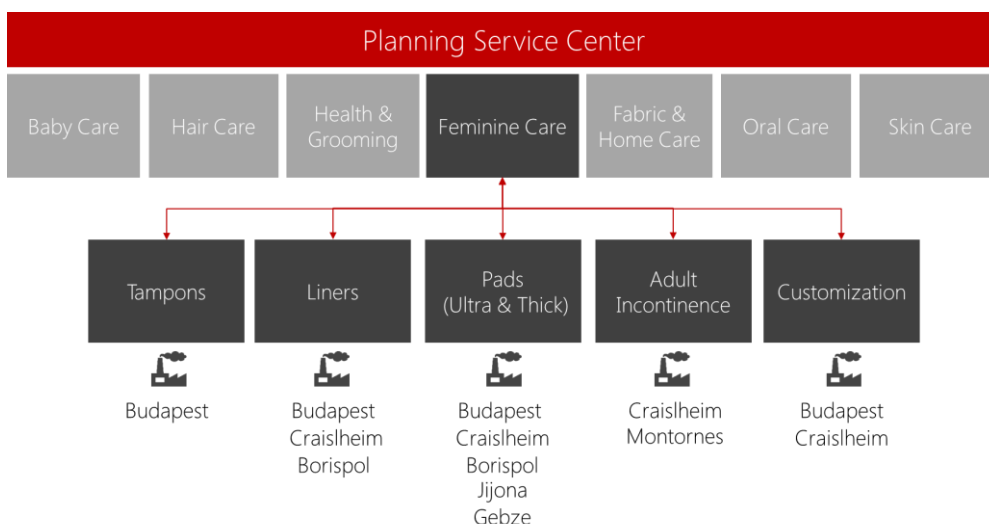 Planning Service Center
Baby Care
Hair Care
Health &
Grooming
Feminine Care
Fabric &
Home Care
Oral Care
Skin Care
Tampons
Liners
Pads
(Ultra & Thick)
Adult
Incontinence
Customization
Budapest
Budapest
Craislheim
Borispol
Budapest
Craislheim
Borispol
Jijona
Gebze
Craislheim
Montornes
Budapest
Craislheim